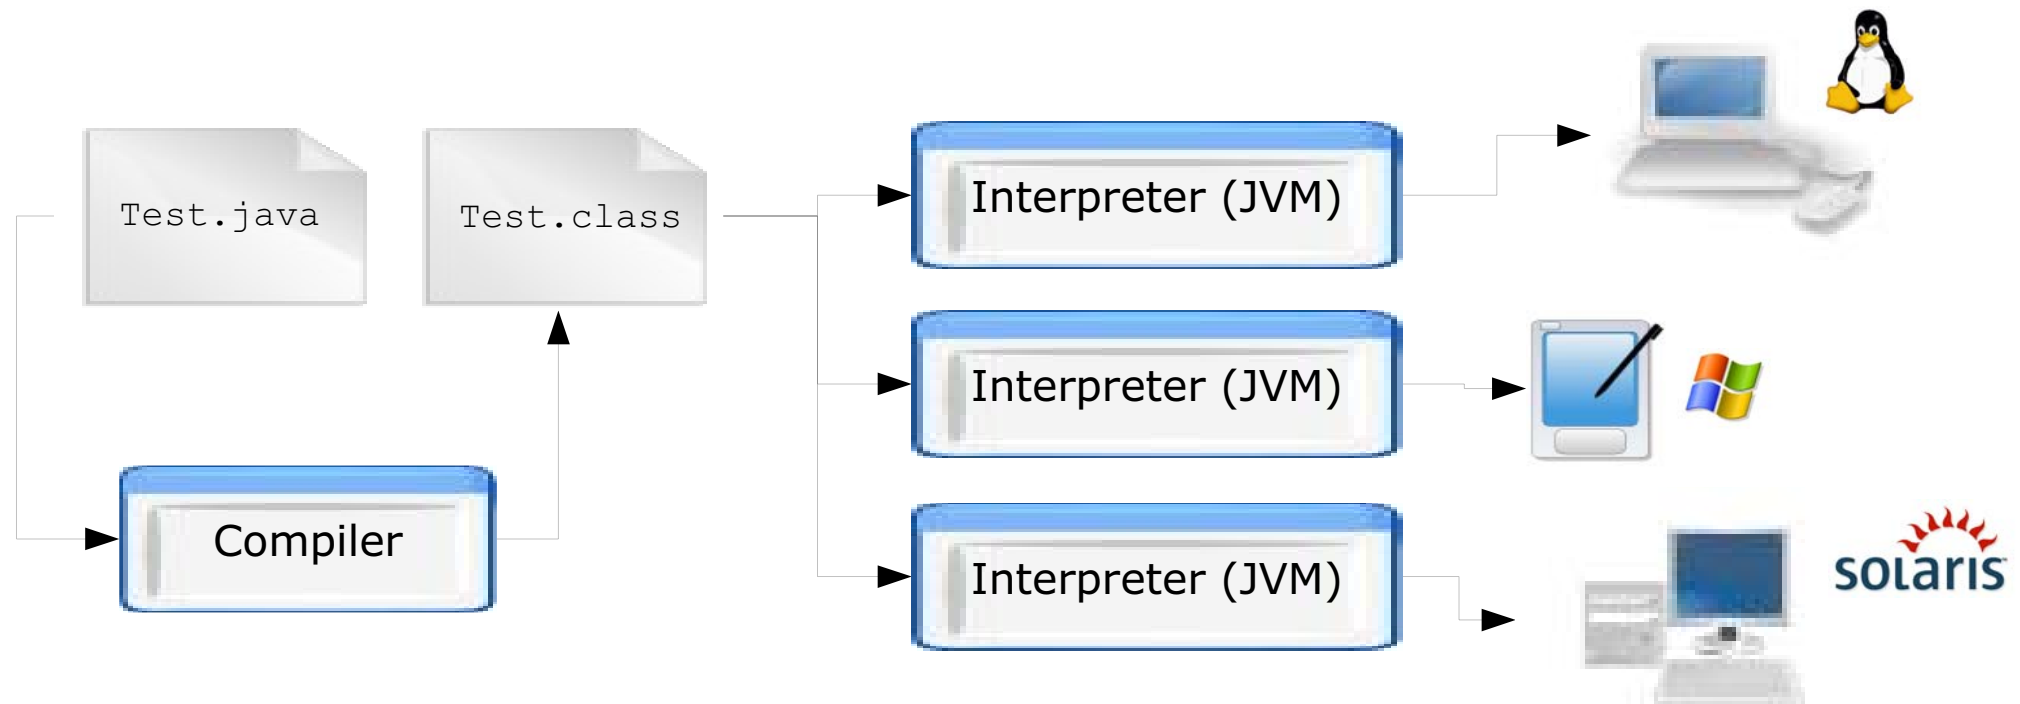 Test.java
Test.class
Compiler
Interpreter (JVM)
Interpreter (JVM)
Interpreter (JVM)
solaris